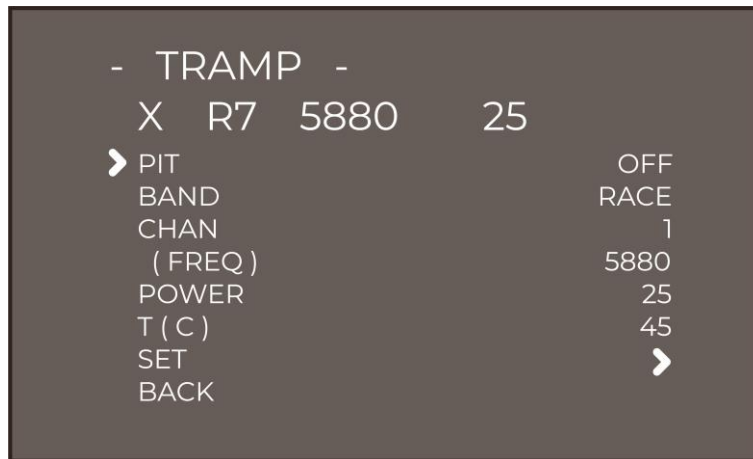 - TRAMP -
X R7 5880 25
PIT OFF
BAND RACE
CHAN 1
( FREQ ) 5880
POWER 25
T ( C ) 45
SET
BACK